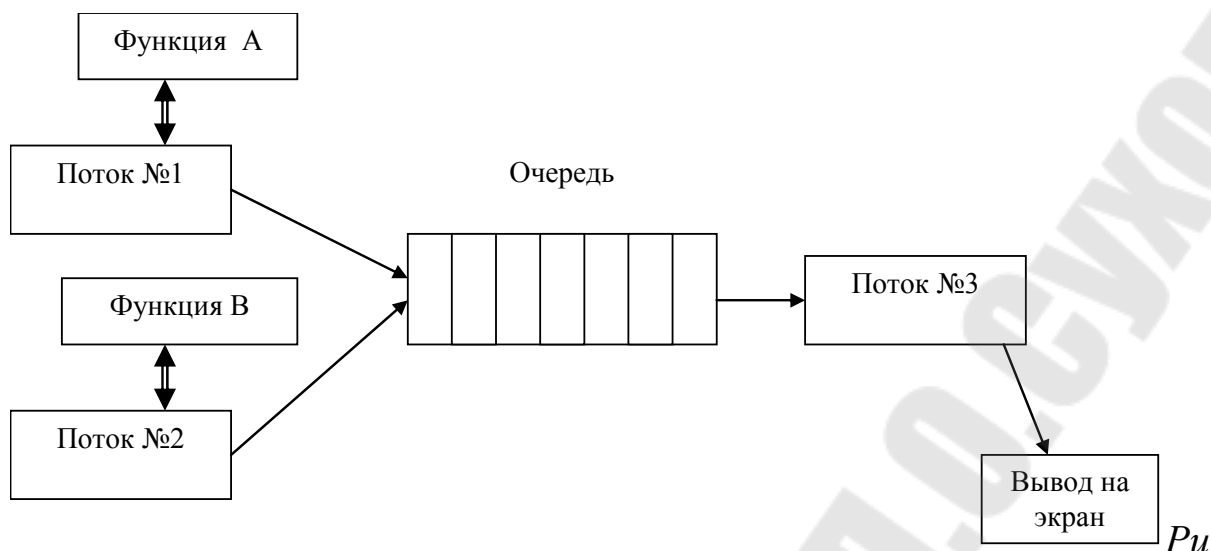 Функция А
Поток №1
Очередь
Функция В
Поток №3
Поток №2
Вывод на
экран
Ри